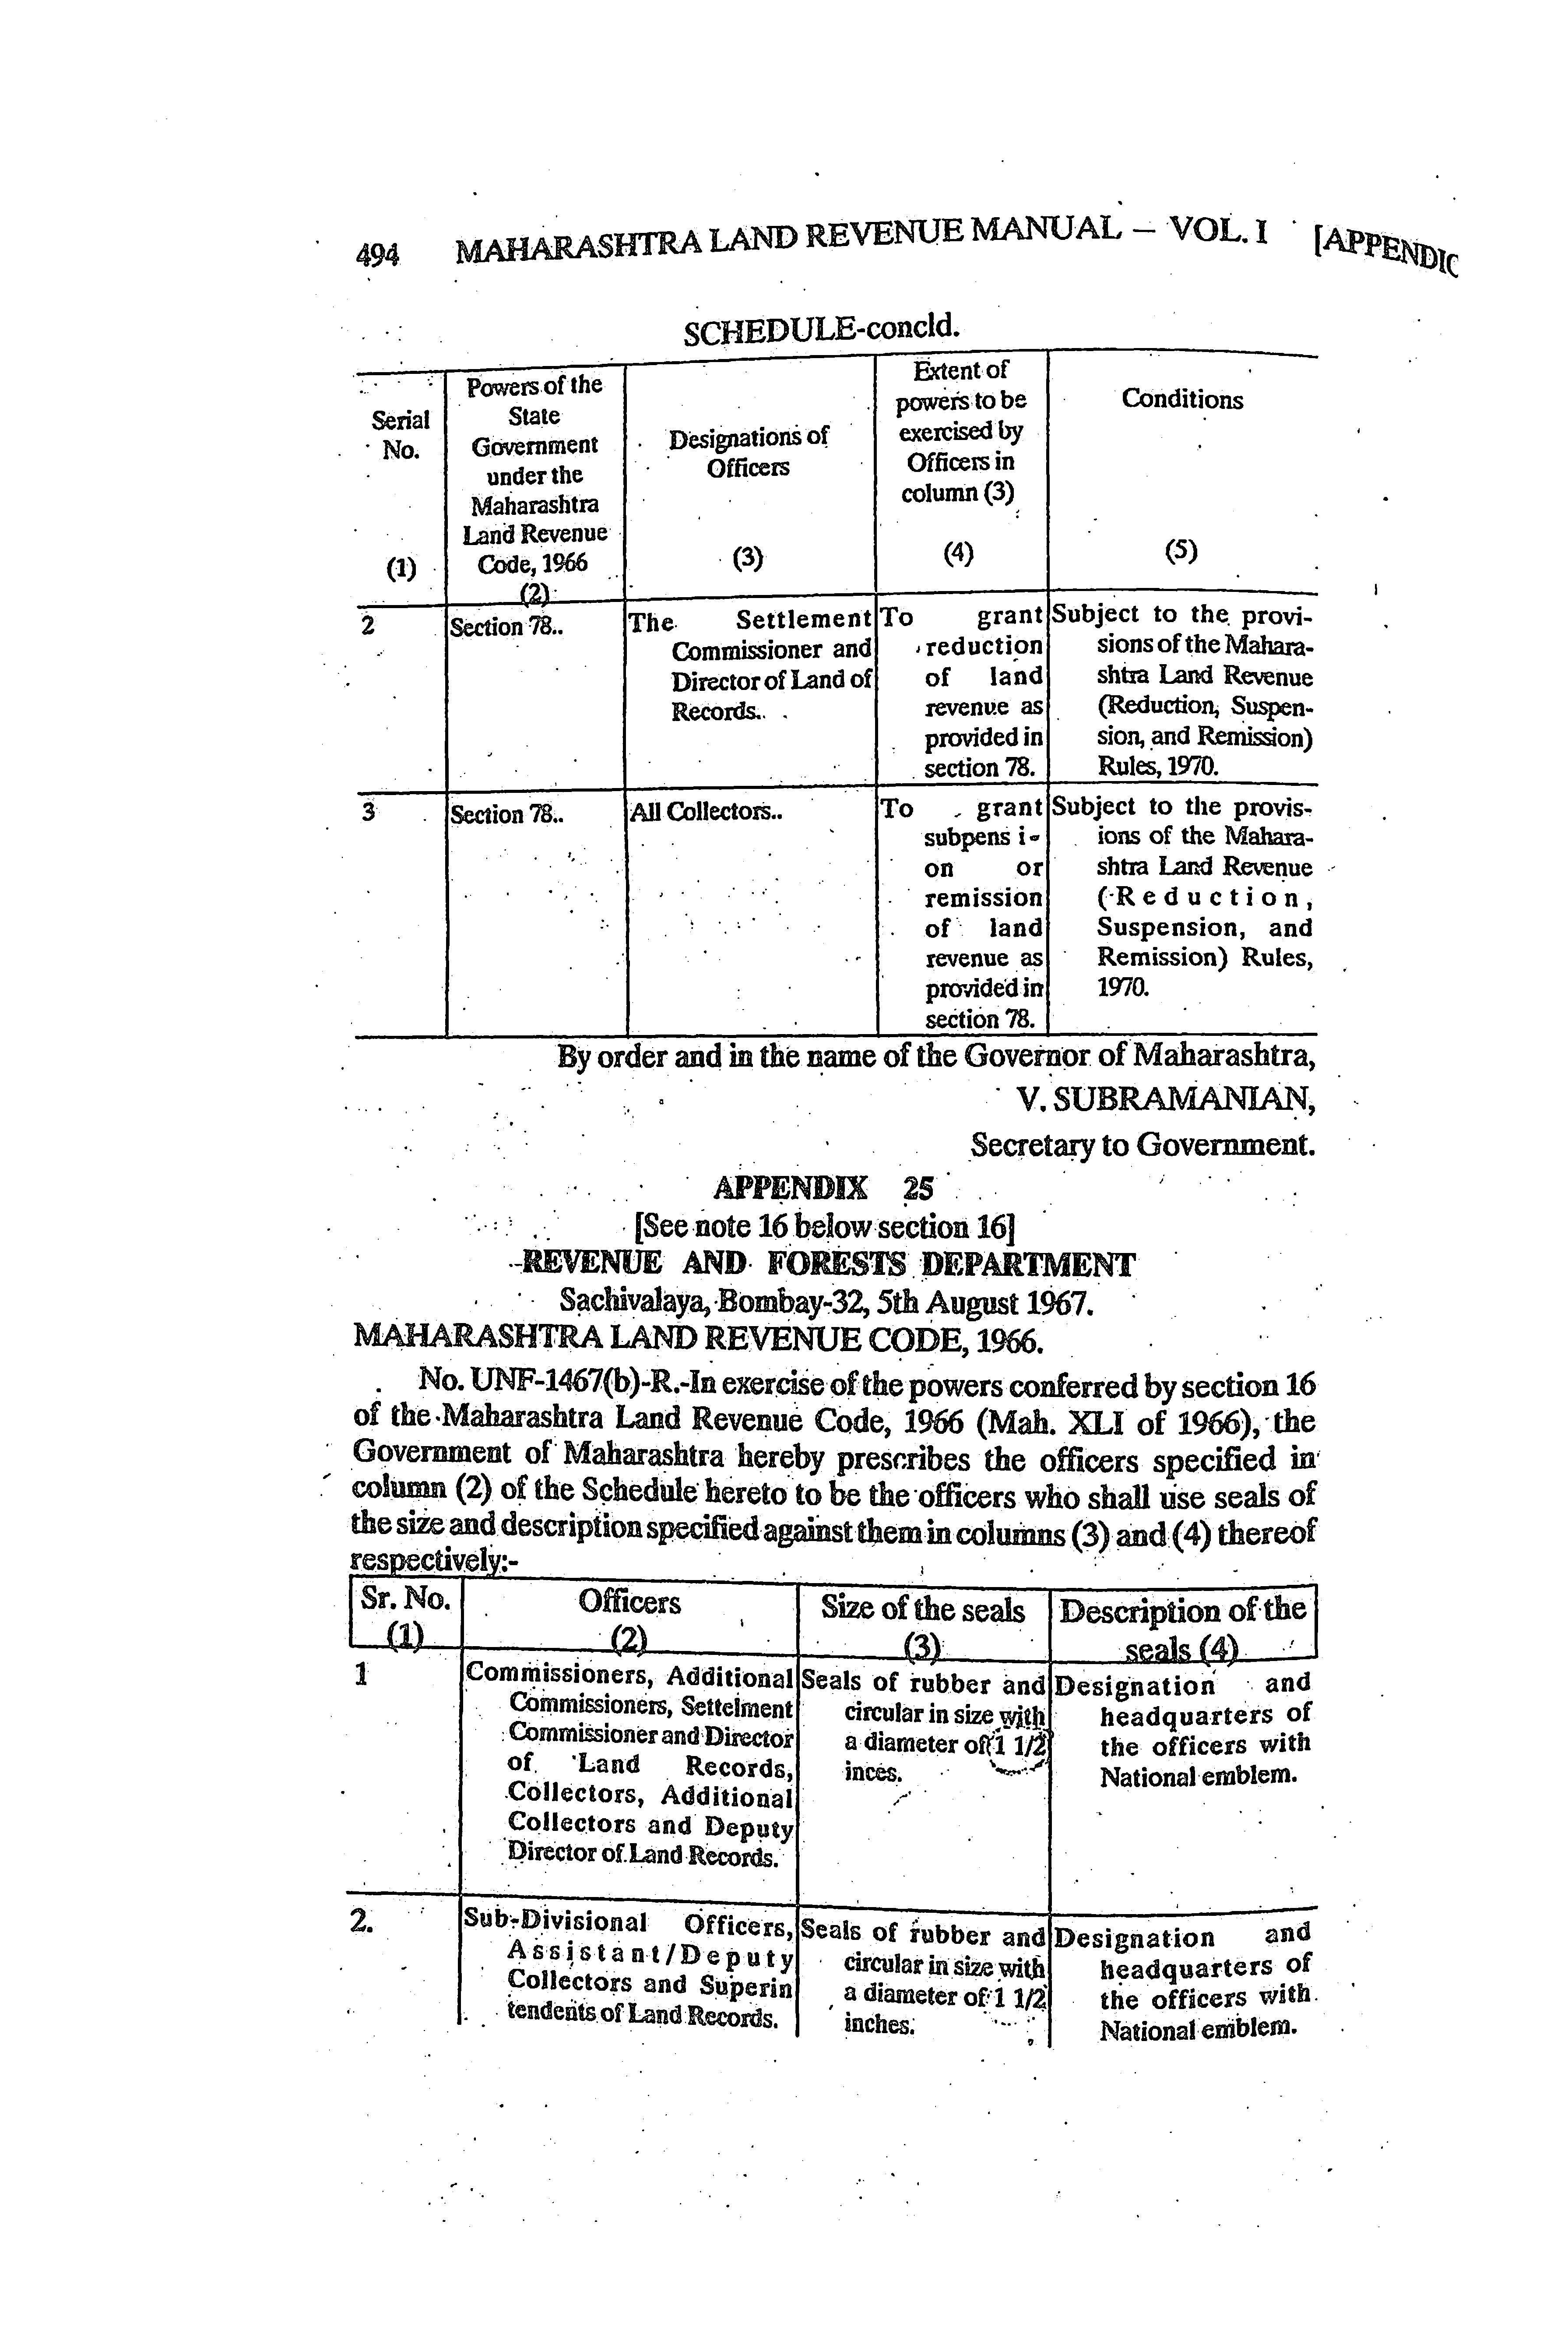 494 MAHARASHTRA LAND REVENUE MANUAL – VOL. I [APPENDIC
SCHEDULE-concld.
Serial No. (1)
Powers of the State Government under the Maharashtra Land Revenue Code, 1966 (2)
Designations of Officers (3)
Extent of powers to be exercised by Officers in column (3) (4)
Conditions (5)
2
Section 78..
The Settlement
Commissioner and
Director of Land of
Records..
To grant
reduction
of land
revenue as
provided in
section 78.
Subject to the provi-
sions of the Mahara-
shtra Land Revenue
(Reduction, Suspen-
sion, and Remission)
Rules, 1970.
3
Section 78..
All Collectors..
To grant
subpens i-
on or
remission
of land
revenue as
provided in
section 78.
Subject to the provis-
ions of the Mahara-
shtra Land Revenue
(Reduction,
Suspension, and
Remission) Rules,
1970.
By order and in the name of the Governor of Maharashtra,
V. SUBRAMANIAN,
Secretary to Government.
APPENDIX 25
[See note 16 below section 16]
REVENUE AND FORESTS DEPARTMENT
Sachivalaya, Bombay-32, 5th August 1967.
MAHARASHTRA LAND REVENUE CODE, 1966.
No. UNF-1467(b)-R.-In exercise of the powers conferred by section 16
of the Maharashtra Land Revenue Code, 1966 (Mah. XLI of 1966), the
Government of Maharashtra hereby prescribes the officers specified in
column (2) of the Schedule hereto to be the officers who shall use seals of
the size and description specified against them in columns (3) and (4) thereof
respectively:-
Sr. No. (1)
Officers (2)
Size of the seals (3)
Description of the
seals (4)
1
Commissioners, Additional
Commissioners, Settelment
Commissioner and Director
of Land Records,
Collectors, Additional
Collectors and Deputy
Director of Land Records.
Seals of rubber and
circular in size with
a diameter of 1 1/2
inces.
Designation and
headquarters of
the officers with
National emblem.
2.
Sub-Divisional Officers,
Assistant/Deputy
Collectors and Superin
tendents of Land Records.
Seals of rubber and
circular in size with
a diameter of 1 1/2
inches.
Designation and
headquarters of
the officers with
National emblem.